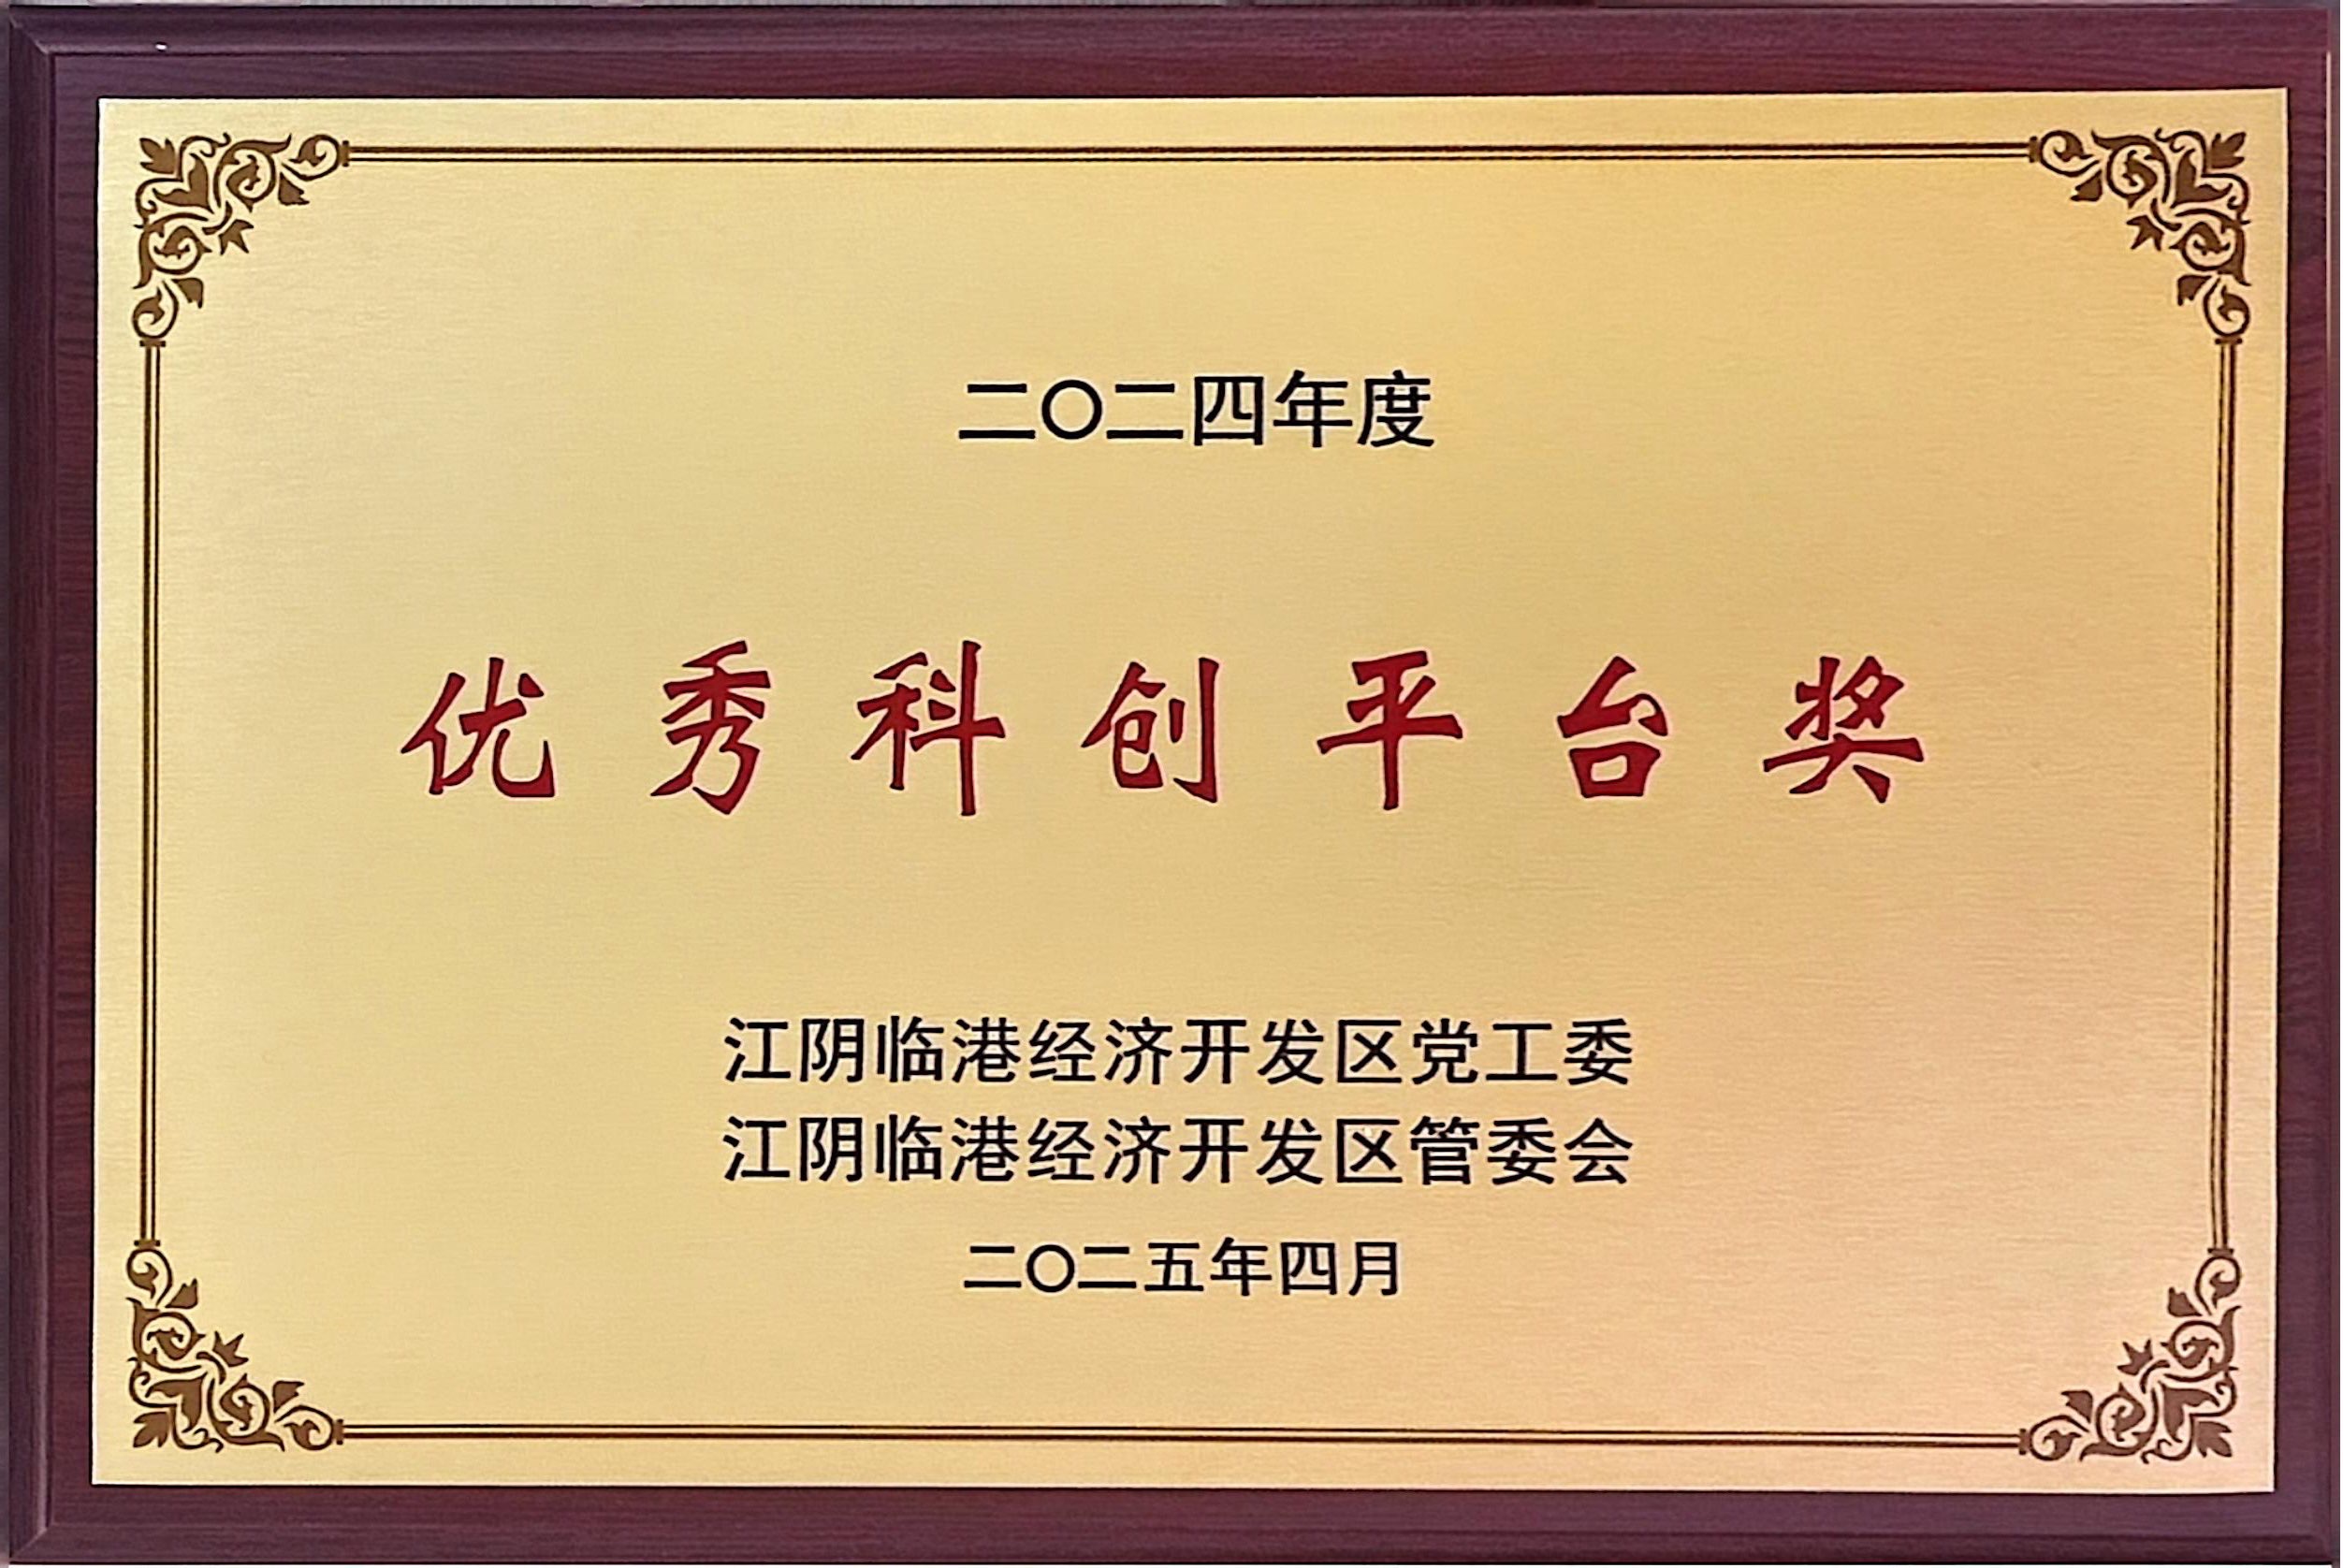 二〇二四年度
优秀科创平台奖
江阴临港经济开发区党工委
江阴临港经济开发区管委会
二〇二五年四月